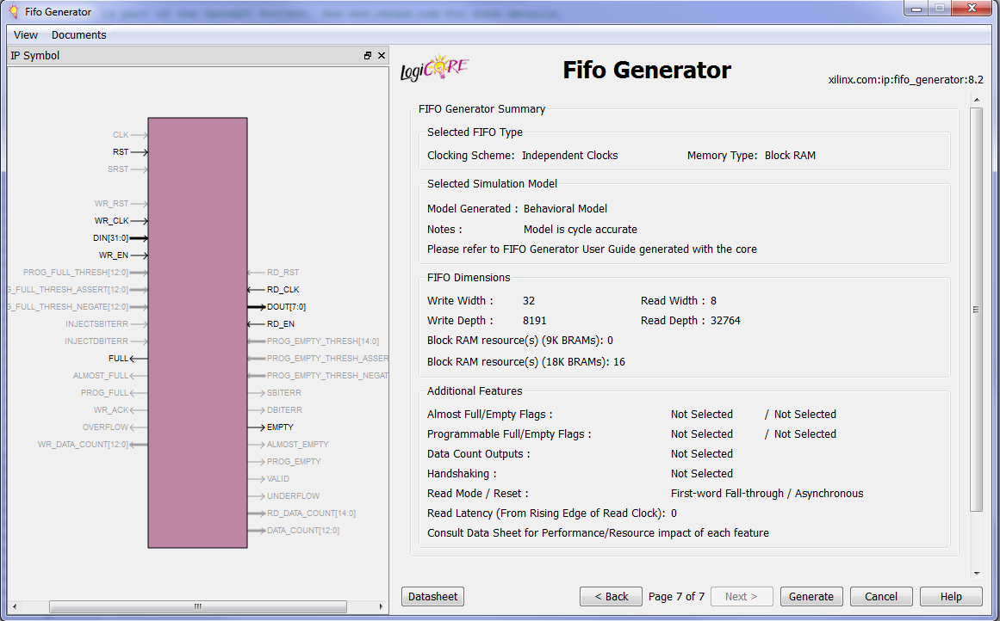 Fifo Generator
View Documents
IP Symbol
CLK
RST
SRST
WR_RST
WR_CLK
DIN[31:0]
WR_EN
PROG_FULL_THRESH[12:0]
G_FULL_THRESH_ASSERT[12:0]
G_FULL_THRESH_NEGATE[12:0]
INJECTSBITERR
INJECTDBITERR
FULL
ALMOST_FULL
PROG_FULL
WR_ACK
OVERFLOW
WR_DATA_COUNT[12:0]
RD_RST
RD_CLK
DOUT[7:0]
RD_EN
PROG_EMPTY_THRESH[14:0]
PROG_EMPTY_THRESH_ASSER
PROG_EMPTY_THRESH_NEGAT
SBITERR
DBITERR
EMPTY
ALMOST_EMPTY
PROG_EMPTY
VALID
UNDERFLOW
RD_DATA_COUNT[14:0]
DATA_COUNT[12:0]
LogiCORE
Fifo Generator
xilinx.com:ip:fifo_generator:8.2
FIFO Generator Summary
Selected FIFO Type
Clocking Scheme: Independent Clocks Memory Type: Block RAM
Selected Simulation Model
Model Generated : Behavioral Model
Notes : Model is cycle accurate
Please refer to FIFO Generator User Guide generated with the core
FIFO Dimensions
Write Width : 32 Read Width : 8
Write Depth : 8191 Read Depth : 32764
Block RAM resource(s) (9K BRAMs): 0
Block RAM resource(s) (18K BRAMs): 16
Additional Features
Almost Full/Empty Flags : Not Selected / Not Selected
Programmable Full/Empty Flags : Not Selected / Not Selected
Data Count Outputs : Not Selected
Handshaking : Not Selected
Read Mode / Reset : First-word Fall-through / Asynchronous
Read Latency (From Rising Edge of Read Clock): 0
Consult Data Sheet for Performance/Resource impact of each feature
Datasheet < Back Page 7 of 7 Next > Generate Cancel Help